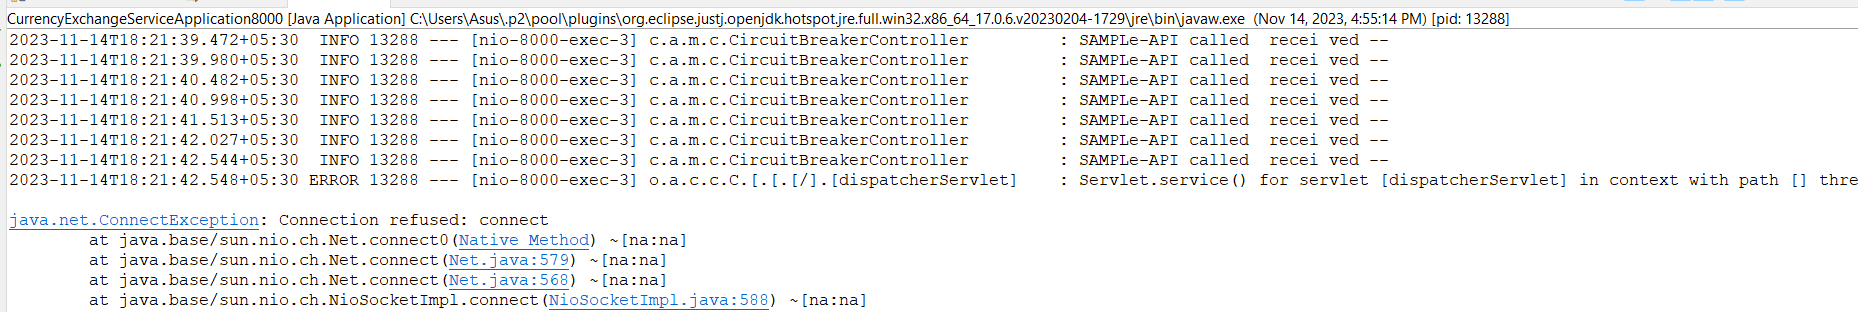 CurrencyExchangeServiceApplication8000 [Java Application] C:\Users\Asus\.p2\pool\plugins\org.eclipse.justj.openjdk.hotspot.jre.full.win32.x86_64_17.0.6.v20230204-1729\jre\bin\javaw.exe (Nov 14, 2023, 4:55:14 PM) [pid: 13288]
2023-11-14T18:21:39.472+05:30  INFO 13288 --- [nio-8000-exec-3] c.a.m.c.CircuitBreakerController         : SAMPLe-API called  recei ved --
2023-11-14T18:21:39.980+05:30  INFO 13288 --- [nio-8000-exec-3] c.a.m.c.CircuitBreakerController         : SAMPLe-API called  recei ved --
2023-11-14T18:21:40.482+05:30  INFO 13288 --- [nio-8000-exec-3] c.a.m.c.CircuitBreakerController         : SAMPLe-API called  recei ved --
2023-11-14T18:21:40.998+05:30  INFO 13288 --- [nio-8000-exec-3] c.a.m.c.CircuitBreakerController         : SAMPLe-API called  recei ved --
2023-11-14T18:21:41.513+05:30  INFO 13288 --- [nio-8000-exec-3] c.a.m.c.CircuitBreakerController         : SAMPLe-API called  recei ved --
2023-11-14T18:21:42.027+05:30  INFO 13288 --- [nio-8000-exec-3] c.a.m.c.CircuitBreakerController         : SAMPLe-API called  recei ved --
2023-11-14T18:21:42.544+05:30  INFO 13288 --- [nio-8000-exec-3] c.a.m.c.CircuitBreakerController         : SAMPLe-API called  recei ved --
2023-11-14T18:21:42.548+05:30 ERROR 13288 --- [nio-8000-exec-3] o.a.c.c.C.[.[.[/].[dispatcherServlet]    : Servlet.service() for servlet [dispatcherServlet] in context with path [] thre
java.net.ConnectException: Connection refused: connect
        at java.base/sun.nio.ch.Net.connect0(Native Method) ~[na:na]
        at java.base/sun.nio.ch.Net.connect(Net.java:579) ~[na:na]
        at java.base/sun.nio.ch.Net.connect(Net.java:568) ~[na:na]
        at java.base/sun.nio.ch.NioSocketImpl.connect(NioSocketImpl.java:588) ~[na:na]